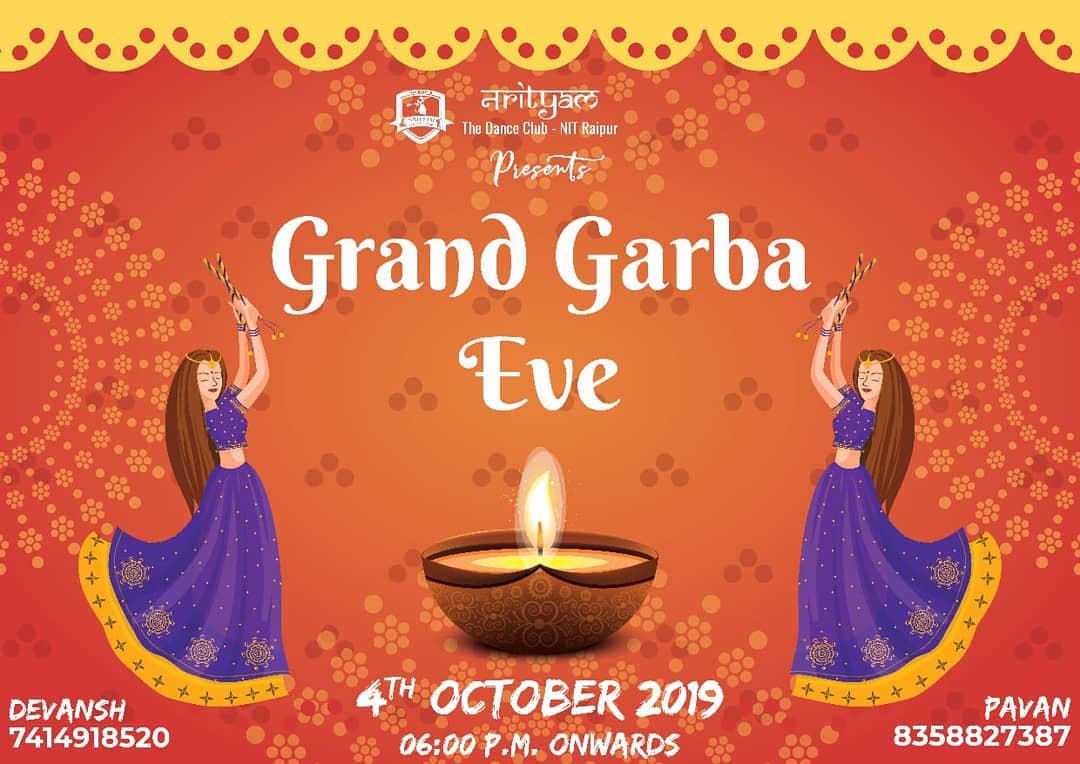 नrityam
The Dance Club - NIT Raipur
Presents
Grand Garba
Eve
4TH OCTOBER 2019
06:00 P.M. ONWARDS
DEVANSH
7414918520
PAVAN
8358827387